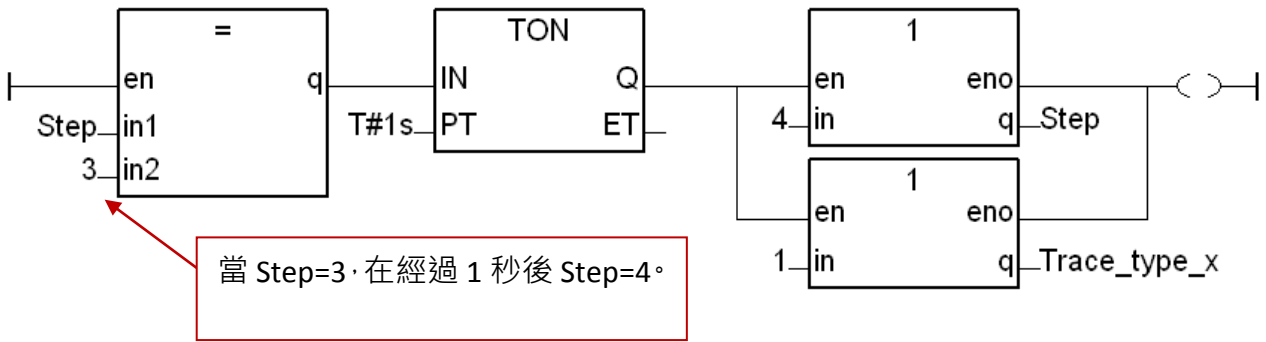 = TON 1
en q IN Q en eno
Step in1 T#1s PT ET 4 in q Step
3 in2
1
en eno
1 in q Trace_type_x
當 Step=3，在經過 1 秒後 Step=4。